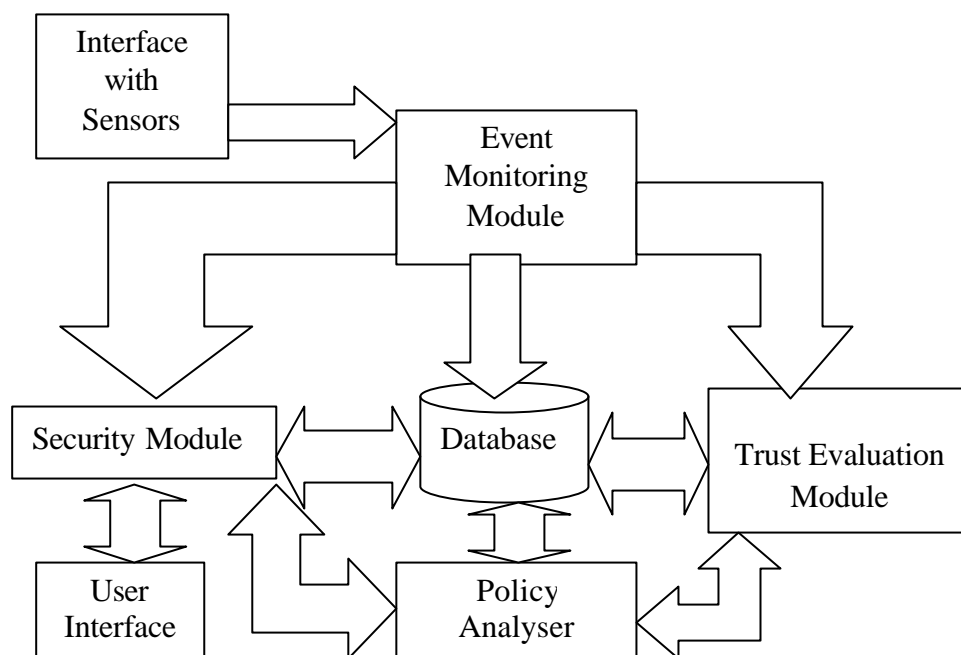 Interface
with
Sensors
Event
Monitoring
Module
Security Module
Database
Trust Evaluation
Module
User
Interface
Policy
Analyser